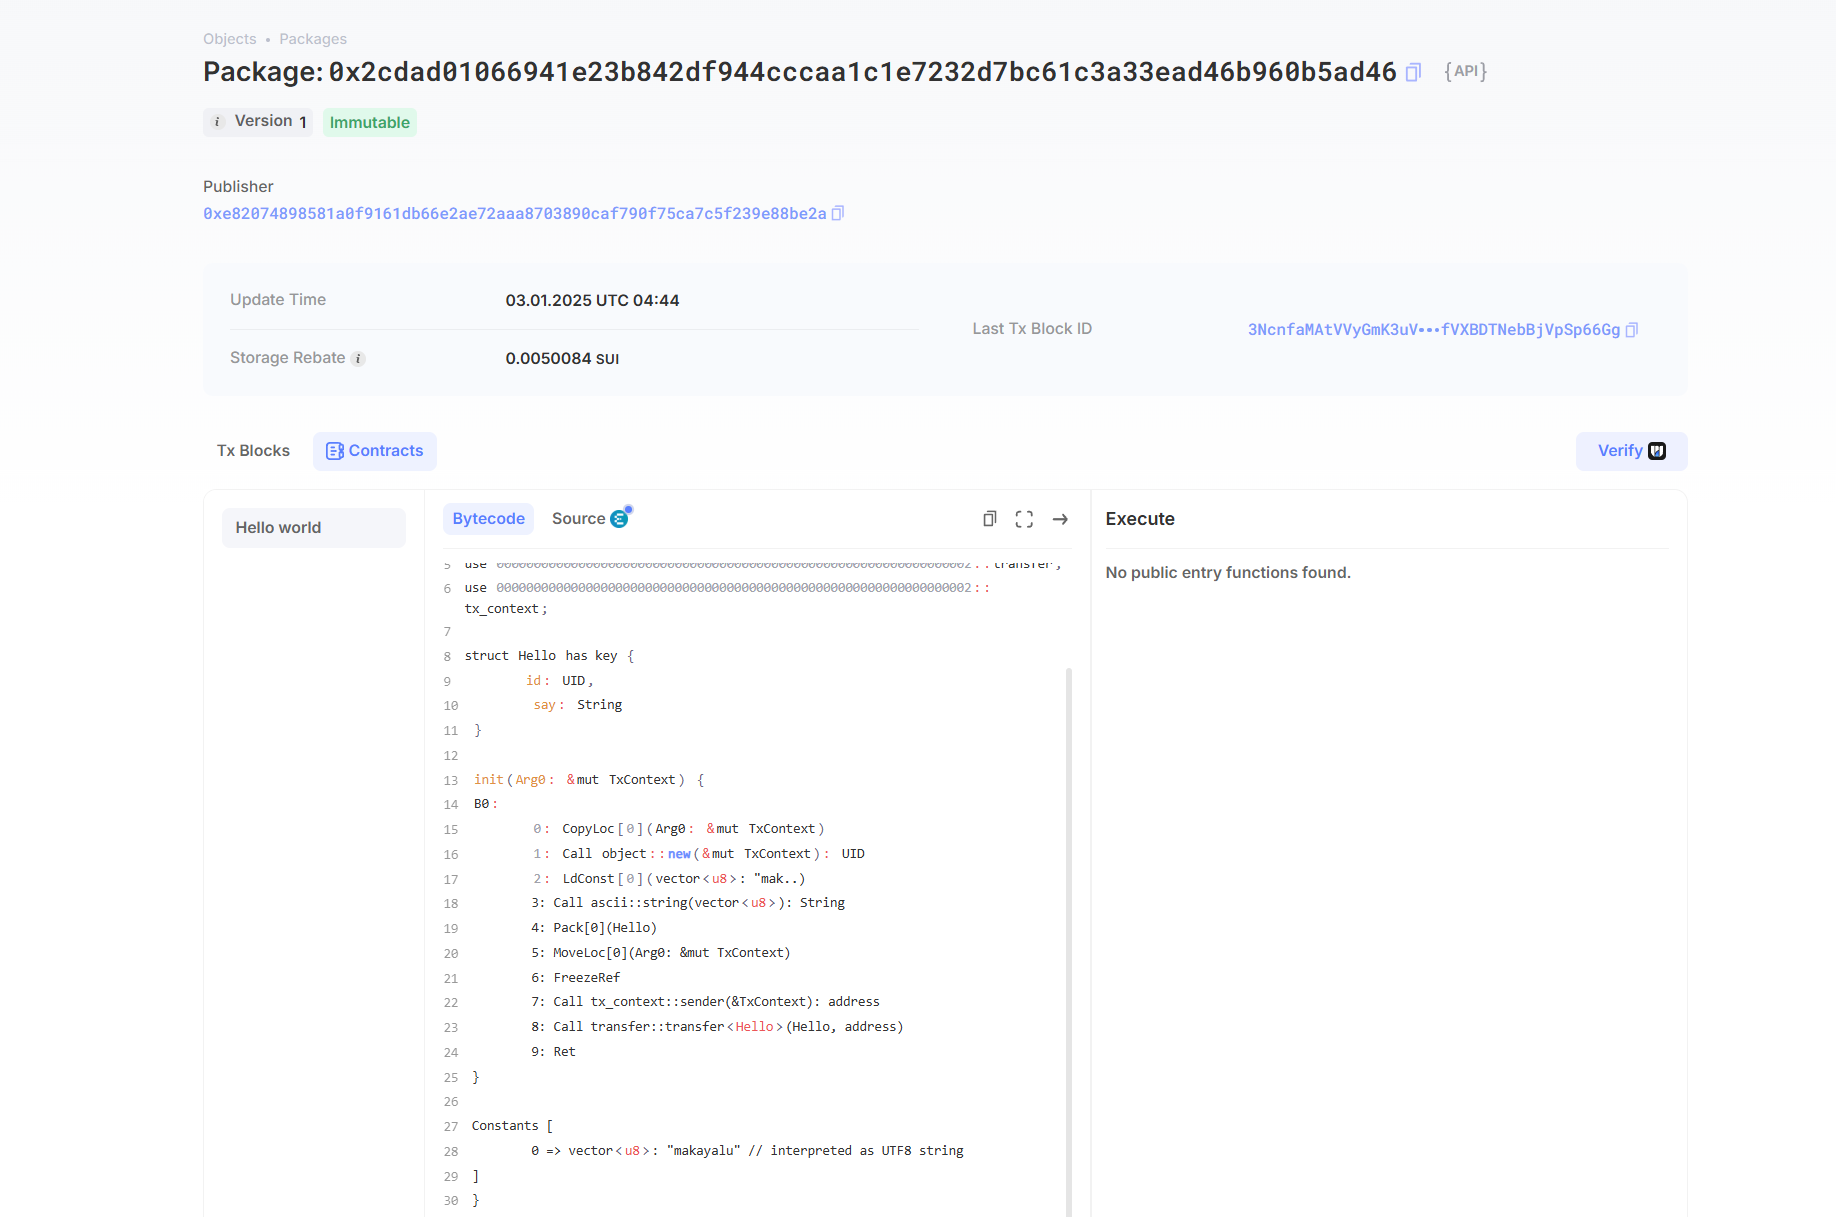 Objects • Packages
Package: 0x2cdad01066941e23b842df944cccaa1c1e7232d7bc61c3a33ead46b960b5ad46 {API}
i Version 1 Immutable
Publisher
0xe82074898581a0f9161db66e2ae72aaa8703890caf790f75ca7c5f239e88be2a
Update Time 03.01.2025 UTC 04:44
Last Tx Block ID 3NcnfaMAtVVyGmK3uV•••fVXBDTNebBjVpSp66Gg
Storage Rebate i 0.0050084 SUI
Tx Blocks Contracts Verify
Hello world
Bytecode Source
Execute
No public entry functions found.
5 use 0000000000000000000000000000000000000000000000000000000000000002::transfer;
6 use 0000000000000000000000000000000000000000000000000000000000000002::
tx_context;
7
8 struct Hello has key {
9 id: UID,
10 say: String
11 }
12
13 init(Arg0: &mut TxContext) {
14 B0:
15 0: CopyLoc[0](Arg0: &mut TxContext)
16 1: Call object::new(&mut TxContext): UID
17 2: LdConst[0](vector<u8>: "mak..)
18 3: Call ascii::string(vector<u8>): String
19 4: Pack[0](Hello)
20 5: MoveLoc[0](Arg0: &mut TxContext)
21 6: FreezeRef
22 7: Call tx_context::sender(&TxContext): address
23 8: Call transfer::transfer<Hello>(Hello, address)
24 9: Ret
25 }
26
27 Constants [
28 0 => vector<u8>: "makayalu" // interpreted as UTF8 string
29 ]
30 }